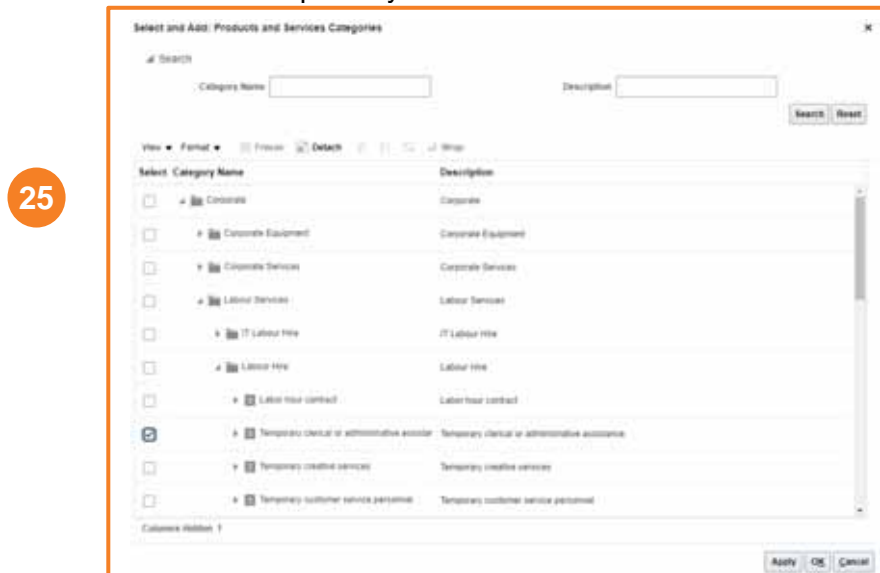 Select and Add: Products and Services Categories
Search
Category Name Description
Search Reset
View Format Freeze Detach Wrap
Select Category Name Description
Corporate Corporate
Corporate Equipment Corporate Equipment
25
Corporate Services Corporate Services
Labour Services Labour Services
IT Labour Hire IT Labour Hire
Labour Hire Labour Hire
Labor hour contract Labor hour contract
Temporary clerical or administrative assistar Temporary clerical or administrative assistance
Temporary creative services Temporary creative services
Temporary customer service personnel Temporary customer service personnel
Columns Hidden 1
Apply OK Cancel